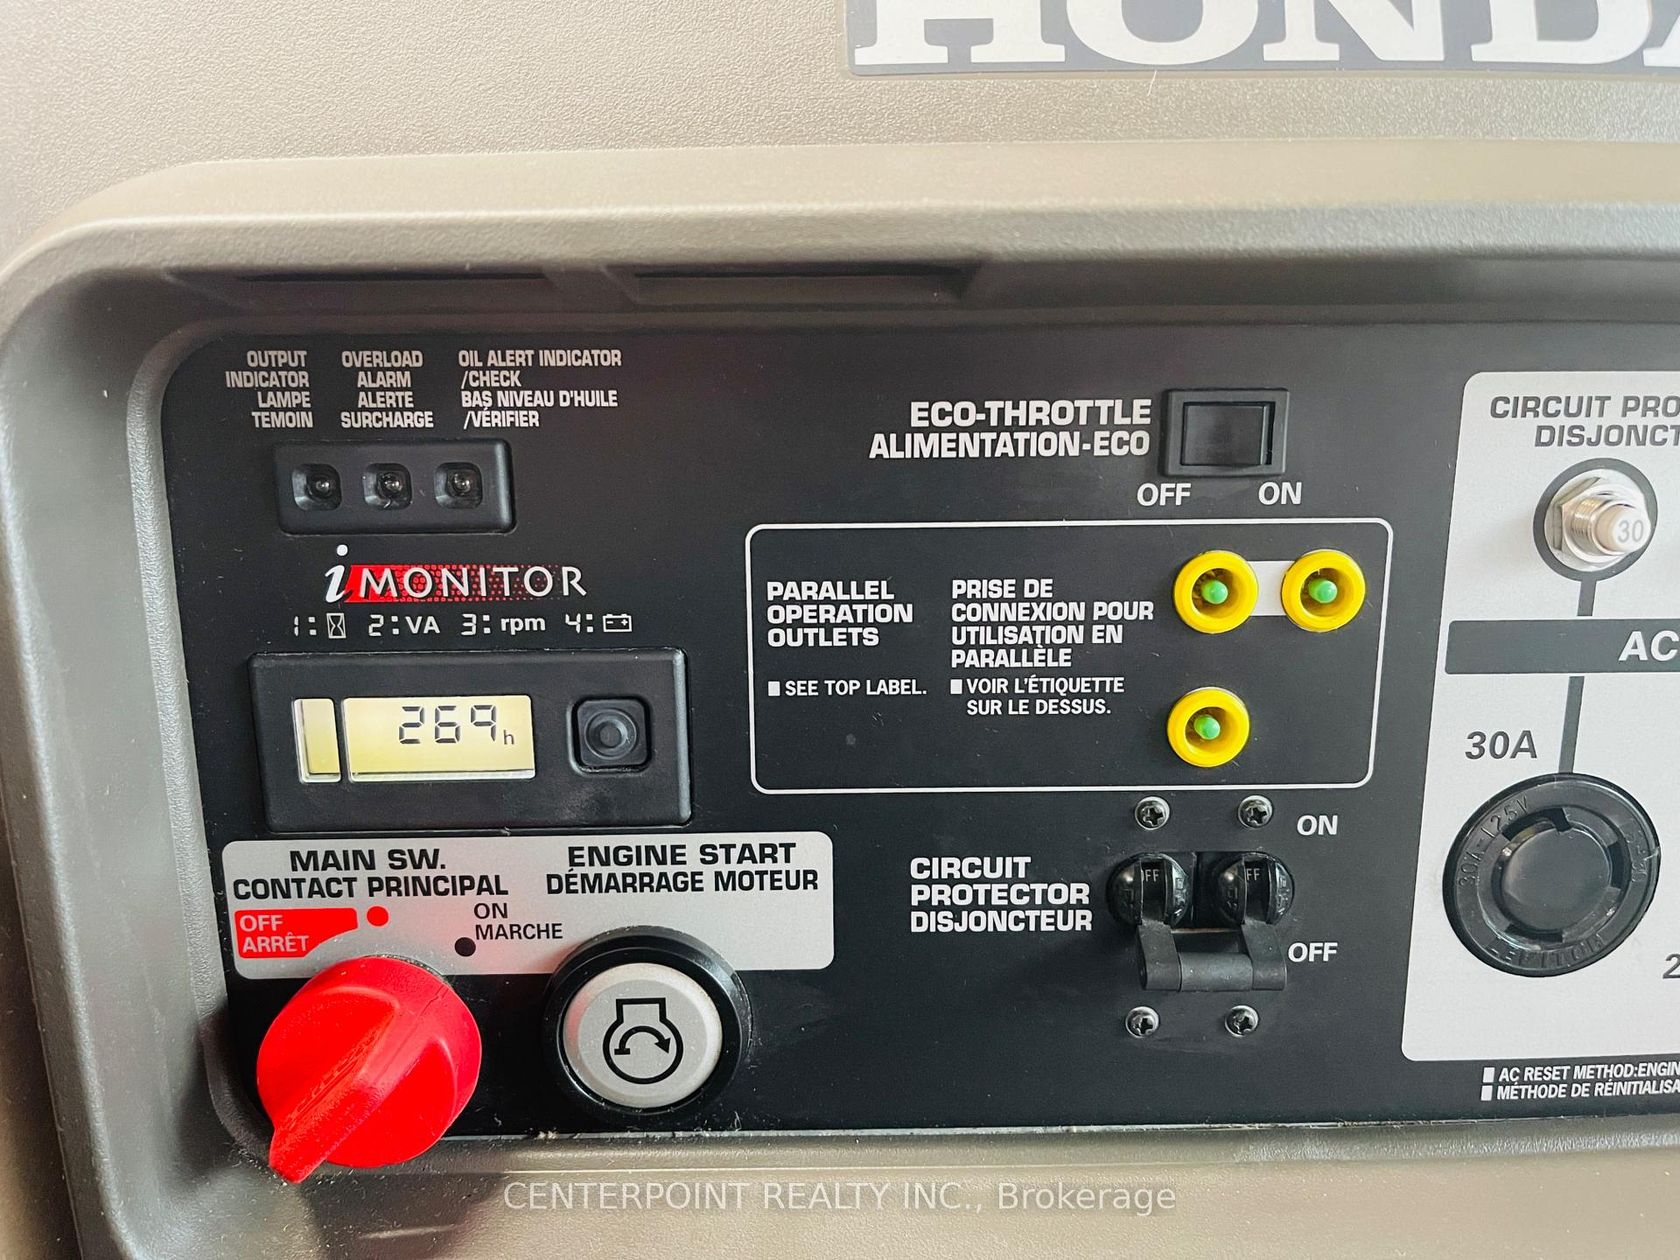 HONDA
OUTPUT
INDICATOR
LAMPE
TEMOIN
OVERLOAD
ALARM
ALERTE
SURCHARGE
OIL ALERT INDICATOR
/CHECK
BAS NIVEAU D'HUILE
/VÉRIFIER
iMONITOR
1: 2:VA 3:rpm 4:
269h
MAIN SW.
CONTACT PRINCIPAL
OFF
ARRÊT
ON
MARCHE
ENGINE START
DÉMARRAGE MOTEUR
ECO-THROTTLE
ALIMENTATION-ECO
OFF ON
PARALLEL
OPERATION
OUTLETS
■ SEE TOP LABEL.
PRISE DE
CONNEXION POUR
UTILISATION EN
PARALLÈLE
■ VOIR L'ÉTIQUETTE
SUR LE DESSUS.
CIRCUIT
PROTECTOR
DISJONCTEUR
ON
OFF
CIRCUIT PRO
DISJONCT
30
AC
30A
30A-125V
2
■ AC RESET METHOD:ENGIN
■ MÉTHODE DE RÉINITIALISA
CENTERPOINT REALTY INC., Brokerage